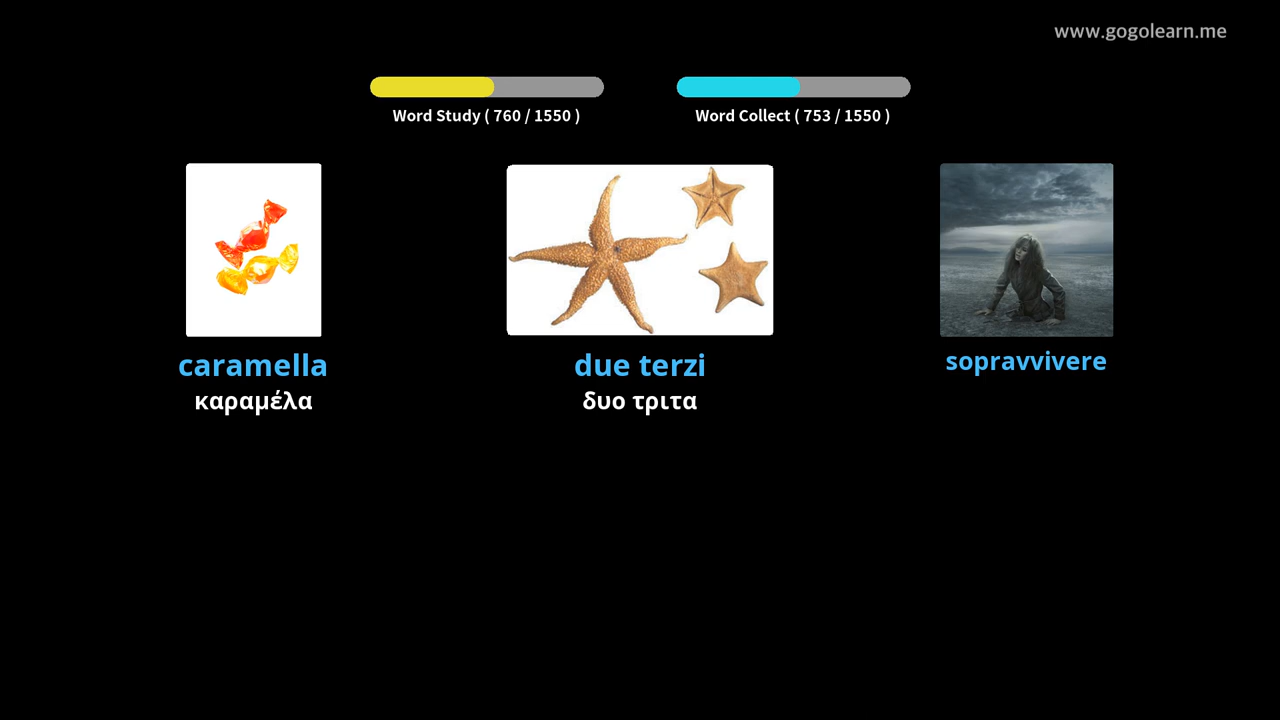 www.gogolearn.me
Word Study ( 760 / 1550 )
Word Collect ( 753 / 1550 )
caramella
καραμέλα
due terzi
δυο τριτα
sopravvivere